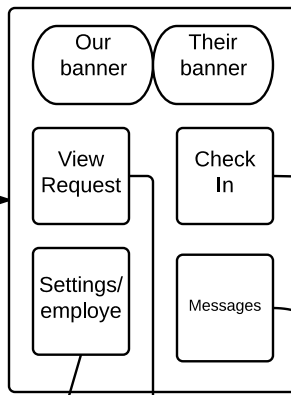 Our
banner
Their
banner
View
Request
Check
In
Settings/
employe
Messages